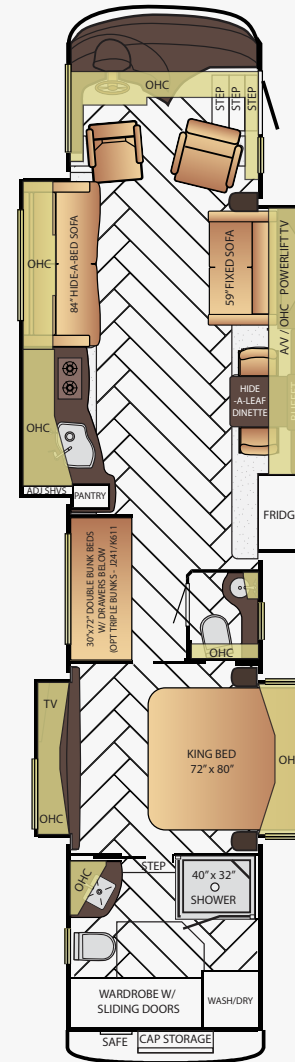 OHC
STEP
STEP
STEP
OHC
84" HIDE-A-BED SOFA
59" FIXED SOFA
A/V / OHC POWERLIFT TV
OHC
HIDE
-A-LEAF
DINETTE
ADJ SHVS
PANTRY
FRIDG
30"x72" DOUBLE BUNK BEDS
W/ DRAWERS BELOW
(OPT TRIPLE BUNKS - J241/K611
OHC
TV
OHC
KING BED
72" x 80"
OH
STEP
OHC
40" x 32"
SHOWER
WARDROBE W/
SLIDING DOORS
WASH/DRY
SAFE
CAP STORAGE